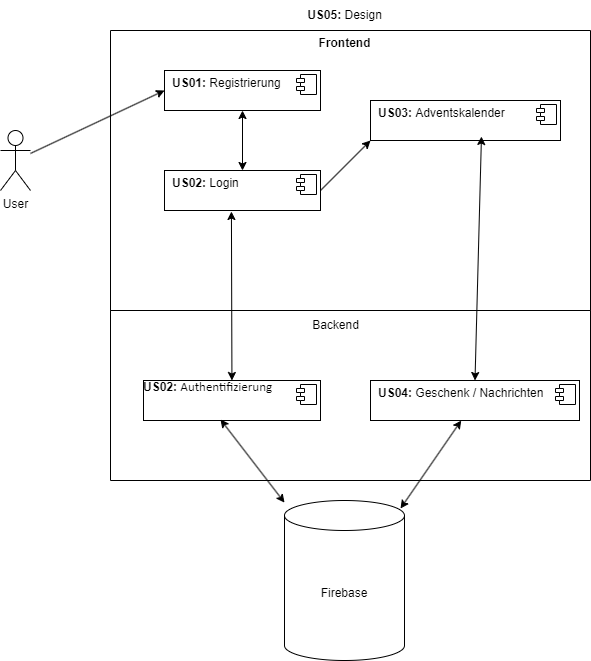 US05: Design
Frontend
US01: Registrierung
US03: Adventskalender
US02: Login
User
Backend
US02: Authentifizierung
US04: Geschenk / Nachrichten
Firebase